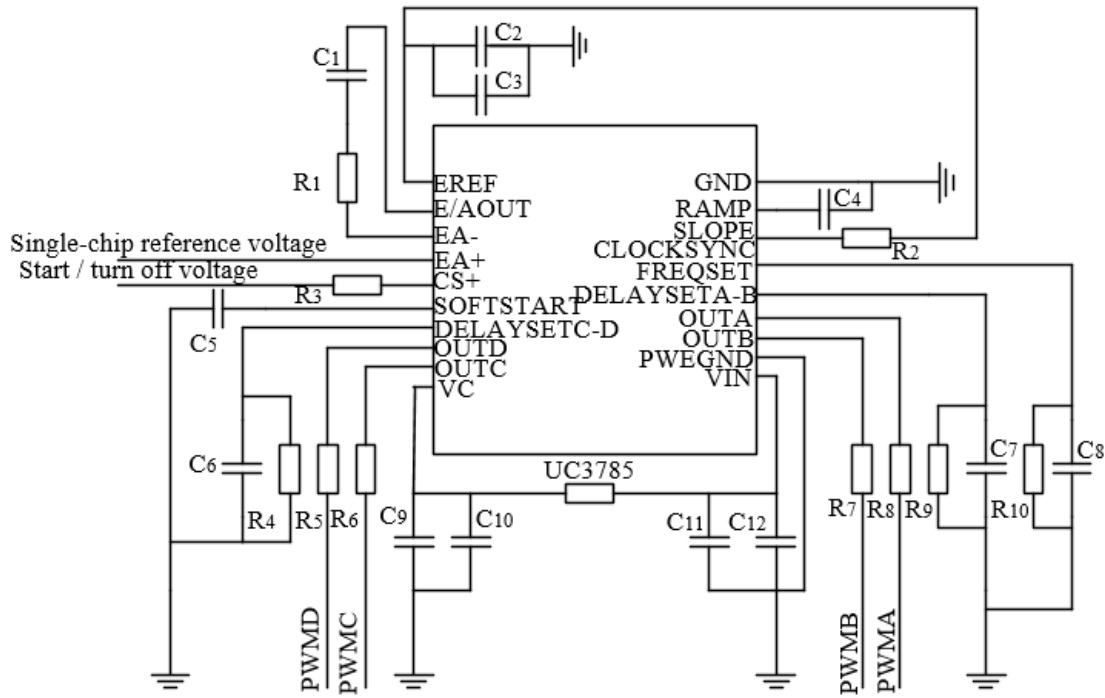 C2
C1
C3
R1
EREF
E/AOUT
EA-
EA+
CS+
SOFTSTART
DELAYSETC-D
OUTD
OUTC
VC
GND
RAMP
SLOPE
CLOCKSYNC
FREQSET
DELAYSETA-B
OUTA
OUTB
PWEGND
VIN
C4
R2
Single-chip reference voltage
Start / turn off voltage
R3
C5
UC3785
C6
R4
R5
R6
C9
C10
C11
C12
R7
R8
R9
C7
R10
C8
PWMD
PWMC
PWMB
PWMA